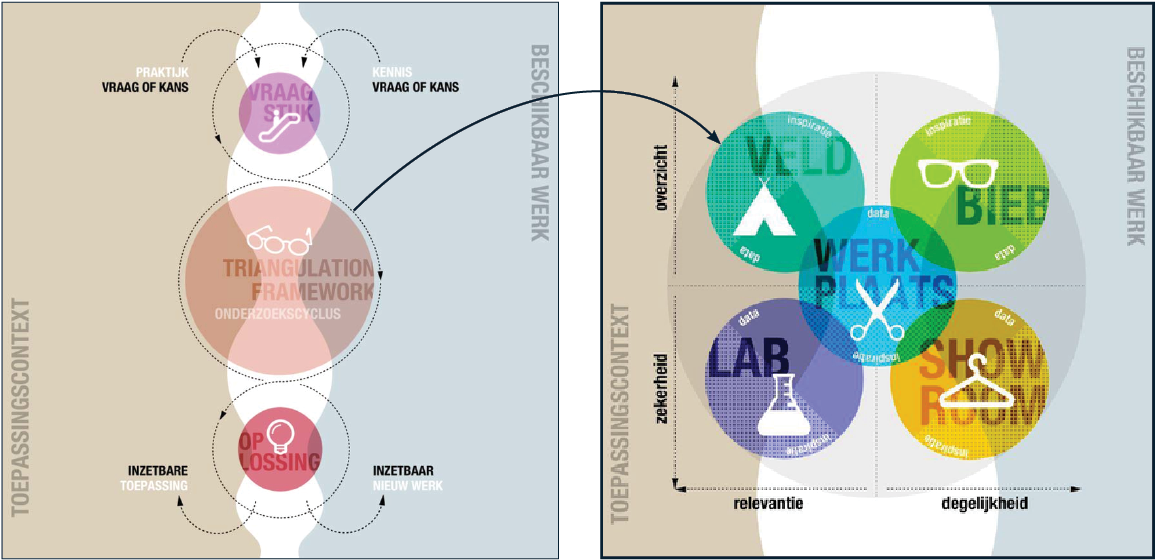 PRAKTIJK
VRAAG OF KANS
KENNIS
VRAAG OF KANS
VRAAG
STUK
BESCHIKBAAR WERK
TRIANGULATION
FRAMEWORK
ONDERZOEKSCYCLUS
TOEPASSINGSCONTEXT
OP
LOSSING
INZETBARE
TOEPASSING
INZETBAAR
NIEUW WERK
BESCHIKBAAR WERK
overzicht
inspiratie
VELD
data
inspiratie
BIEB
data
data
WERK
PLAATS
inspiratie
TOEPASSINGSCONTEXT
zekerheid
data
LAB
inspiratie
data
SHOW
ROOM
inspiratie
relevantie
degelijkheid